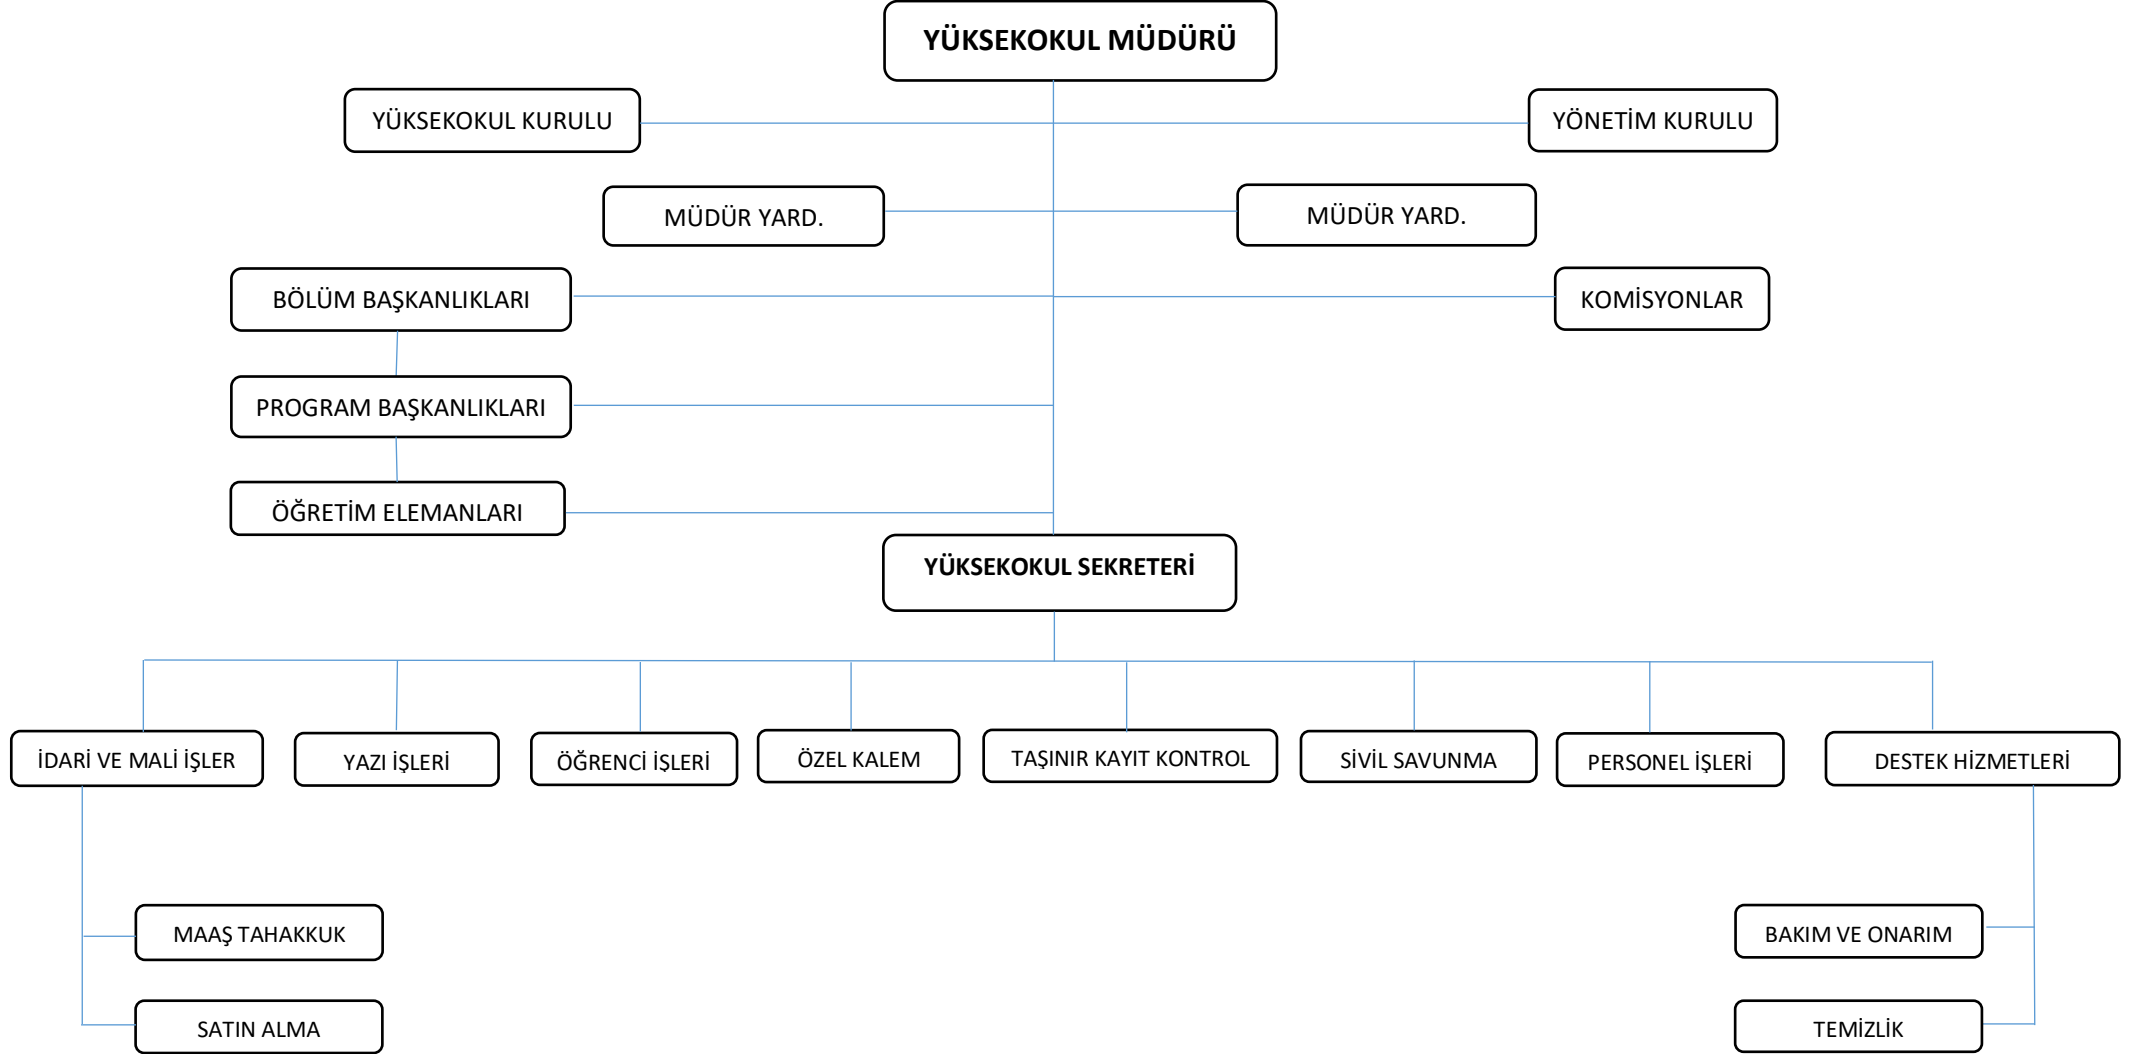 YÜKSEKOKUL MÜDÜRÜ
YÜKSEKOKUL KURULU
YÖNETİM KURULU
MÜDÜR YARD.
MÜDÜR YARD.
BÖLÜM BAŞKANLIKLARI
KOMİSYONLAR
PROGRAM BAŞKANLIKLARI
ÖĞRETİM ELEMANLARI
YÜKSEKOKUL SEKRETERİ
İDARİ VE MALİ İŞLER
YAZI İŞLERİ
ÖĞRENCİ İŞLERİ
ÖZEL KALEM
TAŞINIR KAYIT KONTROL
SİVİL SAVUNMA
PERSONEL İŞLERİ
DESTEK HİZMETLERİ
MAAŞ TAHAKKUK
BAKIM VE ONARIM
SATIN ALMA
TEMİZLİK